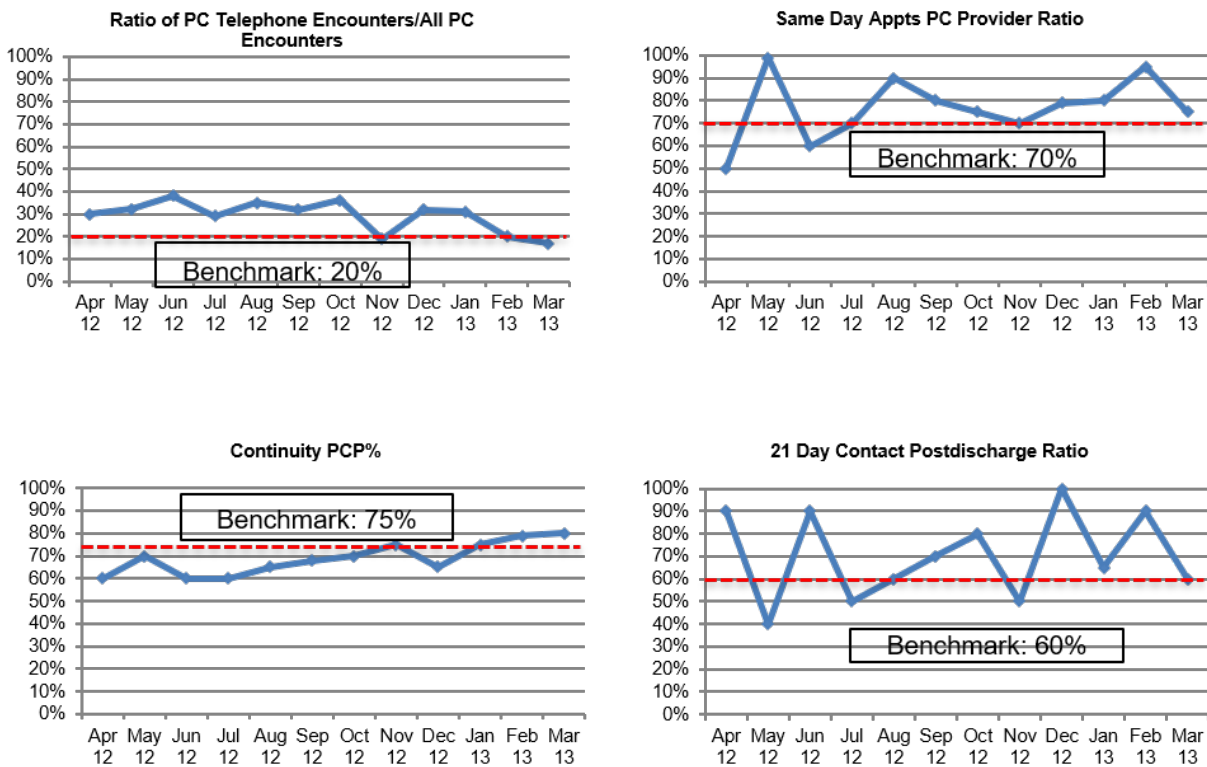 Ratio of PC Telephone Encounters/All PC
Encounters
100%
90%
80%
70%
60%
50%
40%
30%
20%
10%
0%
Benchmark: 20%
Apr May Jun Jul Aug Sep Oct Nov Dec Jan Feb Mar
12 12 12 12 12 12 12 12 12 13 13 13
Same Day Appts PC Provider Ratio
100%
90%
80%
70%
60%
50%
40%
30%
20%
10%
0%
Benchmark: 70%
Apr May Jun Jul Aug Sep Oct Nov Dec Jan Feb Mar
12 12 12 12 12 12 12 12 12 13 13 13
Continuity PCP%
100%
90%
80%
70%
60%
50%
40%
30%
20%
10%
0%
Benchmark: 75%
Apr May Jun Jul Aug Sep Oct Nov Dec Jan Feb Mar
12 12 12 12 12 12 12 12 12 13 13 13
21 Day Contact Postdischarge Ratio
100%
90%
80%
70%
60%
50%
40%
30%
20%
10%
0%
Benchmark: 60%
Apr May Jun Jul Aug Sep Oct Nov Dec Jan Feb Mar
12 12 12 12 12 12 12 12 12 13 13 13